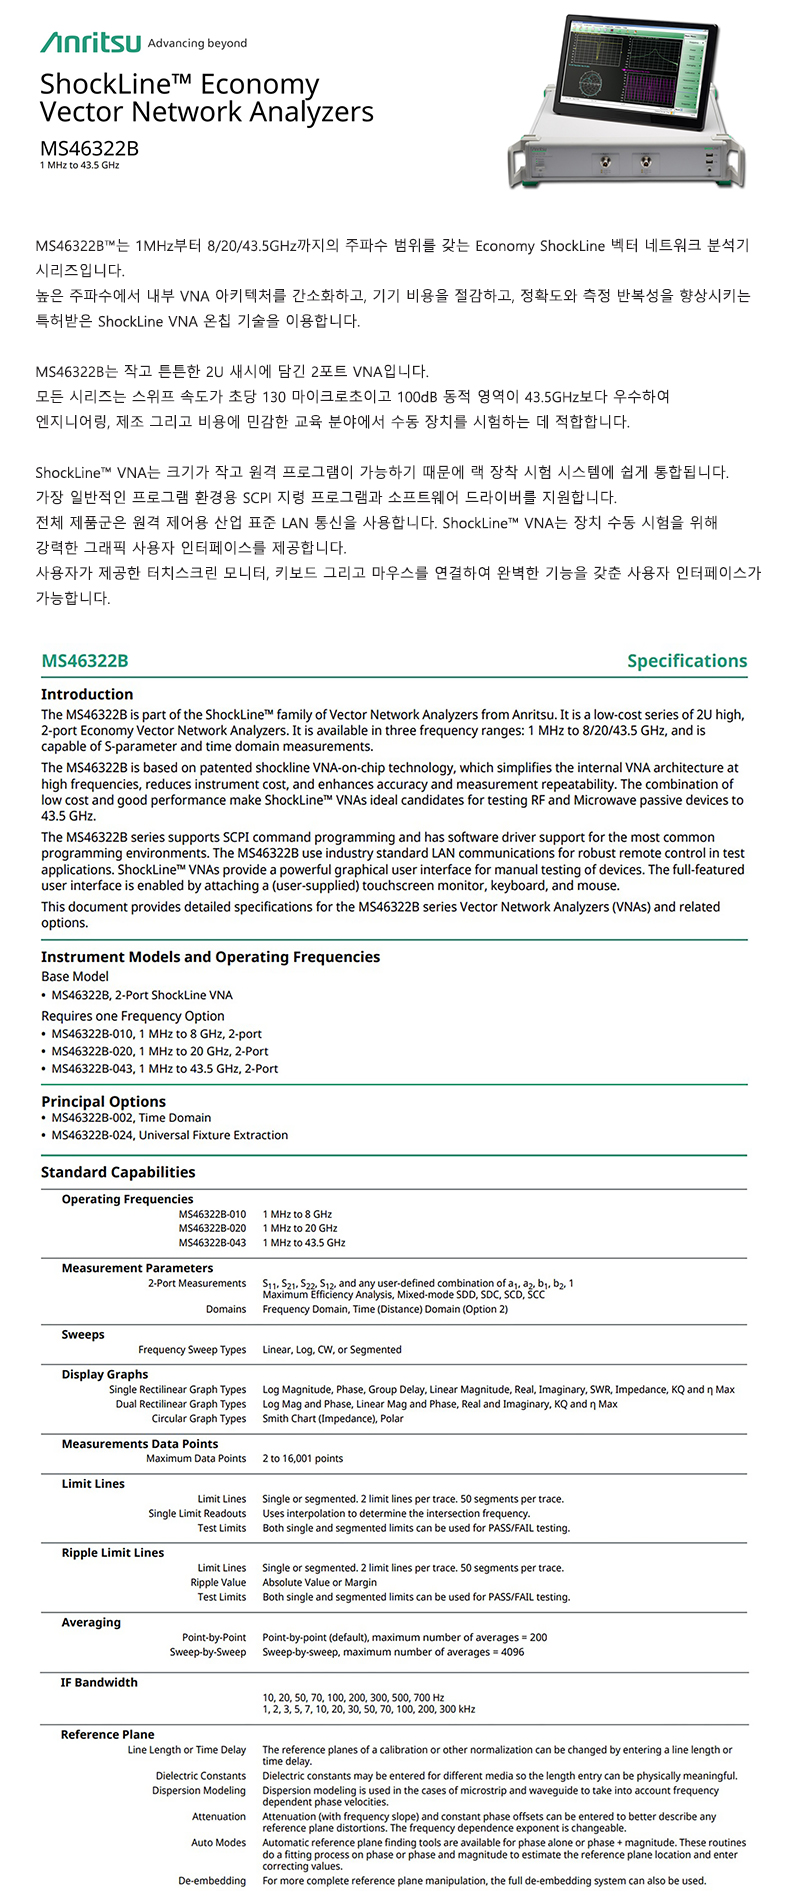 Anritsu Advancing beyond
ShockLine™ Economy
Vector Network Analyzers
MS46322B
1 MHz to 43.5 GHz
MS46322B™는 1MHz부터 8/20/43.5GHz까지의 주파수 범위를 갖는 Economy ShockLine 벡터 네트워크 분석기
시리즈입니다.
높은 주파수에서 내부 VNA 아키텍처를 간소화하고, 기기 비용을 절감하고, 정확도와 측정 반복성을 향상시키는
특허받은 ShockLine VNA 온칩 기술을 이용합니다.
MS46322B는 작고 튼튼한 2U 섀시에 담긴 2포트 VNA입니다.
모든 시리즈는 스위프 속도가 초당 130 마이크로초이고 100dB 동적 영역이 43.5GHz보다 우수하여
엔지니어링, 제조 그리고 비용에 민감한 교육 분야에서 수동 장치를 시험하는 데 적합합니다.
ShockLine™ VNA는 크기가 작고 원격 프로그램이 가능하기 때문에 랙 장착 시험 시스템에 쉽게 통합됩니다.
가장 일반적인 프로그램 환경용 SCPI 지령 프로그램과 소프트웨어 드라이버를 지원합니다.
전체 제품군은 원격 제어용 산업 표준 LAN 통신을 사용합니다. ShockLine™ VNA는 장치 수동 시험을 위해
강력한 그래픽 사용자 인터페이스를 제공합니다.
사용자가 제공한 터치스크린 모니터, 키보드 그리고 마우스를 연결하여 완벽한 기능을 갖춘 사용자 인터페이스가
가능합니다.
MS46322B Specifications
Introduction
The MS46322B is part of the ShockLine™ family of Vector Network Analyzers from Anritsu. It is a low-cost series of 2U high,
2-port Economy Vector Network Analyzers. It is available in three frequency ranges: 1 MHz to 8/20/43.5 GHz, and is
capable of S-parameter and time domain measurements.
The MS46322B is based on patented shockline VNA-on-chip technology, which simplifies the internal VNA architecture at
high frequencies, reduces instrument cost, and enhances accuracy and measurement repeatability. The combination of
low cost and good performance make ShockLine™ VNAs ideal candidates for testing RF and Microwave passive devices to
43.5 GHz.
The MS46322B series supports SCPI command programming and has software driver support for the most common
programming environments. The MS46322B use industry standard LAN communications for robust remote control in test
applications. ShockLine™ VNAs provide a powerful graphical user interface for manual testing of devices. The full-featured
user interface is enabled by attaching a (user-supplied) touchscreen monitor, keyboard, and mouse.
This document provides detailed specifications for the MS46322B series Vector Network Analyzers (VNAs) and related
options.
Instrument Models and Operating Frequencies
Base Model
• MS46322B, 2-Port ShockLine VNA
Requires one Frequency Option
• MS46322B-010, 1 MHz to 8 GHz, 2-port
• MS46322B-020, 1 MHz to 20 GHz, 2-Port
• MS46322B-043, 1 MHz to 43.5 GHz, 2-Port
Principal Options
• MS46322B-002, Time Domain
• MS46322B-024, Universal Fixture Extraction
Standard Capabilities
Operating Frequencies
MS46322B-010 1 MHz to 8 GHz
MS46322B-020 1 MHz to 20 GHz
MS46322B-043 1 MHz to 43.5 GHz
Measurement Parameters
2-Port Measurements S11, S21, S22, S12, and any user-defined combination of a1, a2, b1, b2, 1
Maximum Efficiency Analysis, Mixed-mode SDD, SDC, SCD, SCC
Domains Frequency Domain, Time (Distance) Domain (Option 2)
Sweeps
Frequency Sweep Types Linear, Log, CW, or Segmented
Display Graphs
Single Rectilinear Graph Types Log Magnitude, Phase, Group Delay, Linear Magnitude, Real, Imaginary, SWR, Impedance, KQ and η Max
Dual Rectilinear Graph Types Log Mag and Phase, Linear Mag and Phase, Real and Imaginary, KQ and η Max
Circular Graph Types Smith Chart (Impedance), Polar
Measurements Data Points
Maximum Data Points 2 to 16,001 points
Limit Lines
Limit Lines Single or segmented. 2 limit lines per trace. 50 segments per trace.
Single Limit Readouts Uses interpolation to determine the intersection frequency.
Test Limits Both single and segmented limits can be used for PASS/FAIL testing.
Ripple Limit Lines
Limit Lines Single or segmented. 2 limit lines per trace. 50 segments per trace.
Ripple Value Absolute Value or Margin
Test Limits Both single and segmented limits can be used for PASS/FAIL testing.
Averaging
Point-by-Point Point-by-point (default), maximum number of averages = 200
Sweep-by-Sweep Sweep-by-sweep, maximum number of averages = 4096
IF Bandwidth
10, 20, 50, 70, 100, 200, 300, 500, 700 Hz
1, 2, 3, 5, 7, 10, 20, 30, 50, 70, 100, 200, 300 kHz
Reference Plane
Line Length or Time Delay The reference planes of a calibration or other normalization can be changed by entering a line length or
time delay.
Dielectric Constants Dielectric constants may be entered for different media so the length entry can be physically meaningful.
Dispersion Modeling Dispersion modeling is used in the cases of microstrip and waveguide to take into account frequency
dependent phase velocities.
Attenuation Attenuation (with frequency slope) and constant phase offsets can be entered to better describe any
reference plane distortions. The frequency dependence exponent is changeable.
Auto Modes Automatic reference plane finding tools are available for phase alone or phase + magnitude. These routines
do a fitting process on phase or phase and magnitude to estimate the reference plane location and enter
correcting values.
De-embedding For more complete reference plane manipulation, the full de-embedding system can also be used.